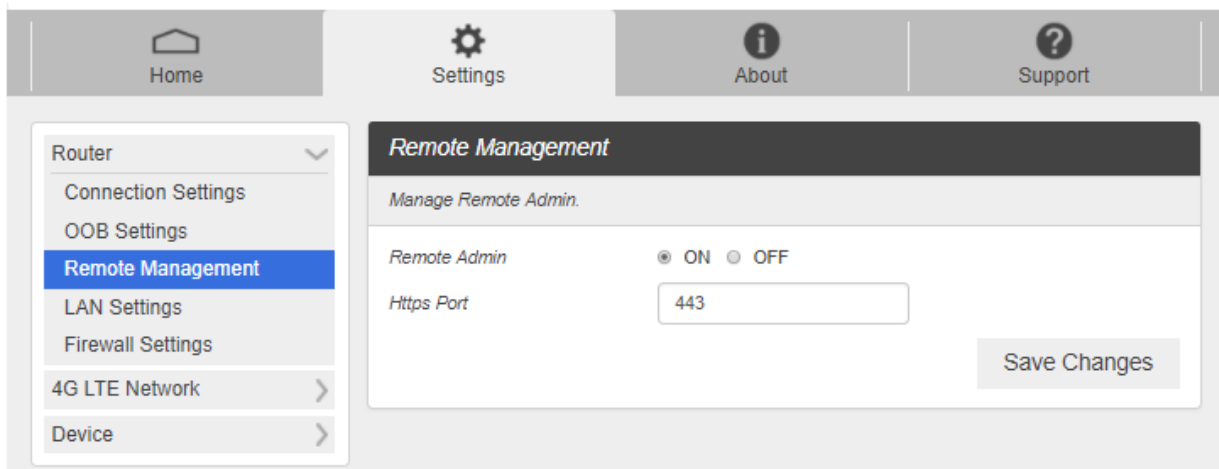 Home
Settings
About
Support
Router
Connection Settings
OOB Settings
Remote Management
LAN Settings
Firewall Settings
4G LTE Network
Device
Remote Management
Manage Remote Admin.
Remote Admin
ON OFF
Https Port
443
Save Changes